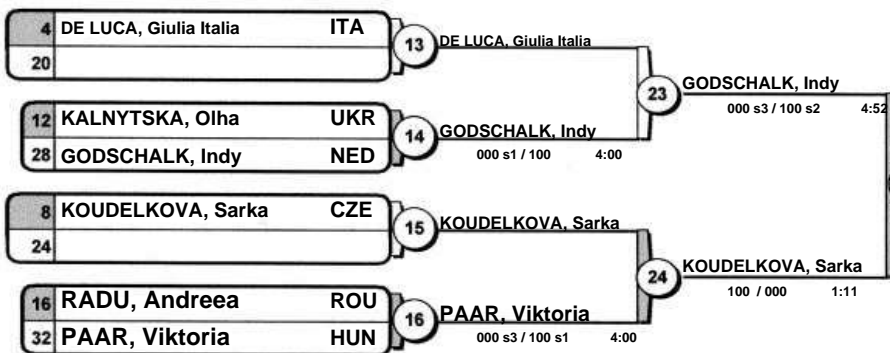 4 DE LUCA, Giulia Italia ITA
20
13 DE LUCA, Giulia Italia
12 KALNYTSKA, Olha UKR
28 GODSCHALK, Indy NED
14 GODSCHALK, Indy
000 s1 / 100 4:00
23 GODSCHALK, Indy
000 s3 / 100 s2 4:52
8 KOUDELKOVA, Sarka CZE
24
15 KOUDELKOVA, Sarka
16 RADU, Andreea ROU
32 PAAR, Viktoria HUN
16 PAAR, Viktoria
000 s3 / 100 s1 4:00
24 KOUDELKOVA, Sarka
100 / 000 1:11